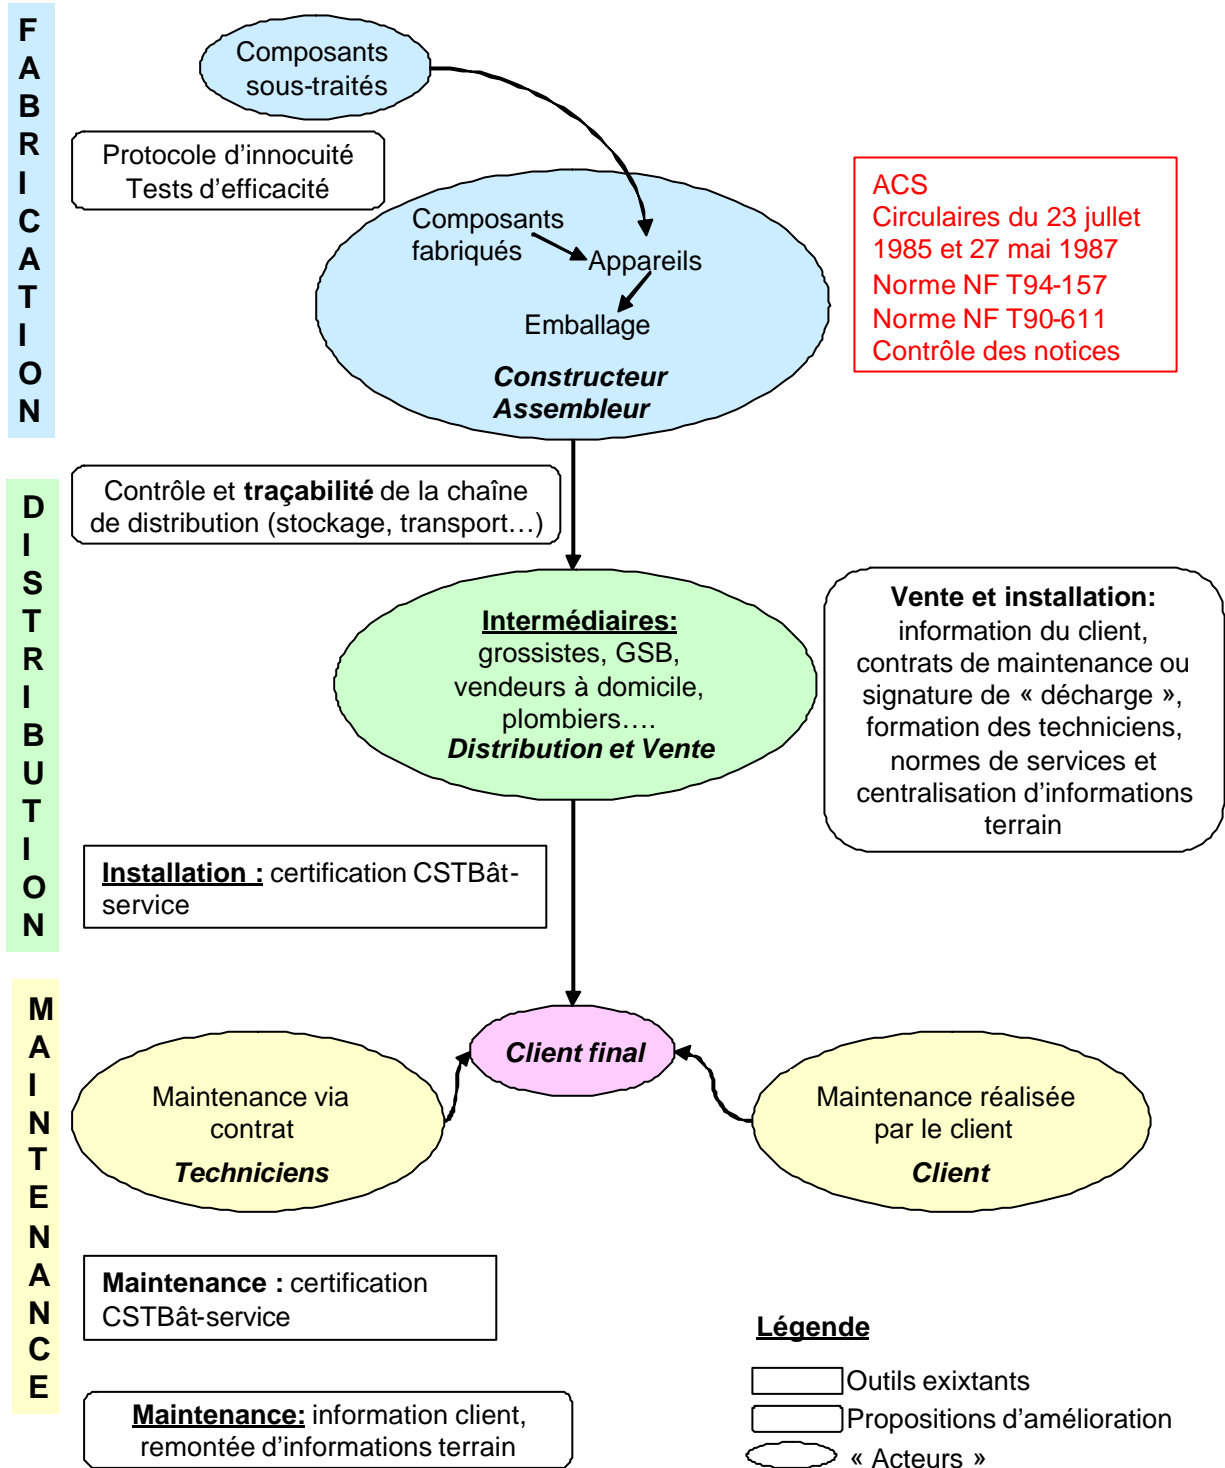 FABRICATION
Composants
sous-traités
Protocole d'innocuité
Tests d'efficacité
Composants
fabriqués
Appareils
Emballage
Constructeur
Assembleur
ACS
Circulaires du 23 jullet
1985 et 27 mai 1987
Norme NF T94-157
Norme NF T90-611
Contrôle des notices
DISTRIBUTION
Contrôle et traçabilité de la chaîne
de distribution (stockage, transport…)
Intermédiaires:
grossistes, GSB,
vendeurs à domicile,
plombiers….
Distribution et Vente
Vente et installation:
information du client,
contrats de maintenance ou
signature de « décharge »,
formation des techniciens,
normes de services et
centralisation d'informations
terrain
Installation : certification CSTBât-
service
MAINTENANCE
Client final
Maintenance via
contrat
Techniciens
Maintenance réalisée
par le client
Client
Maintenance : certification
CSTBât-service
Maintenance: information client,
remontée d'informations terrain
Légende
Outils exixtants
Propositions d'amélioration
« Acteurs »